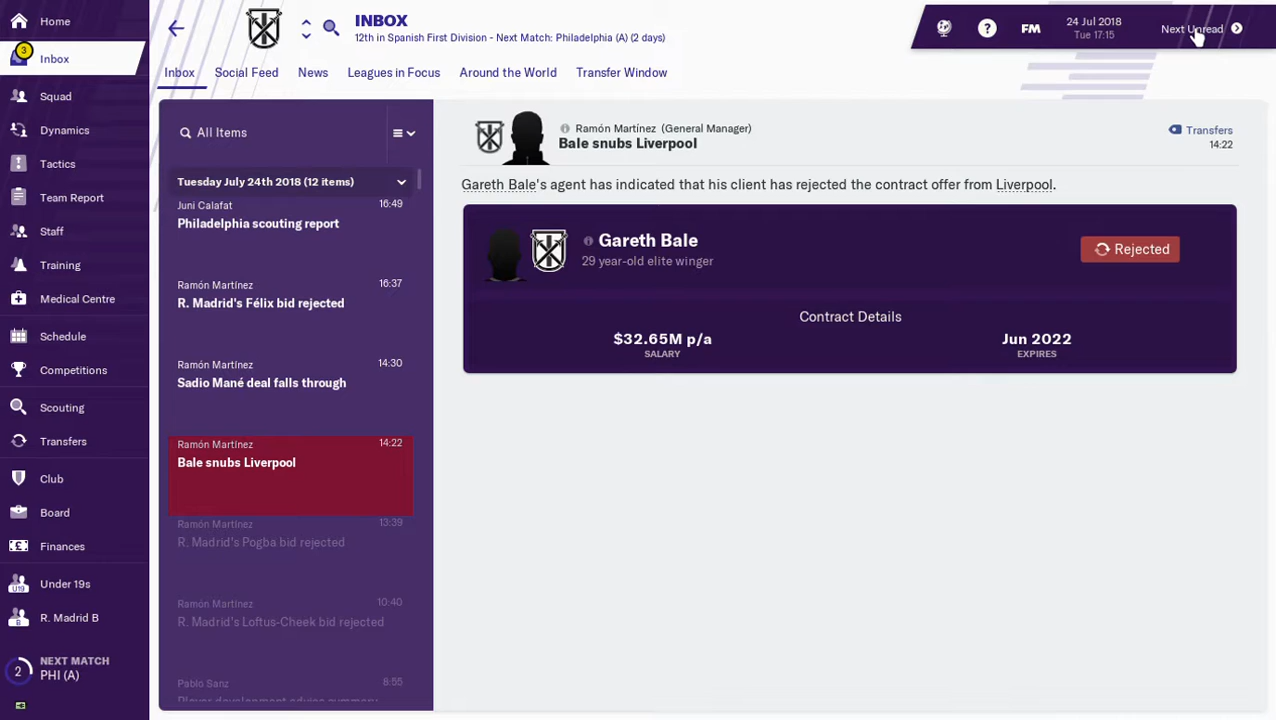 Home
3
Inbox
Squad
Dynamics
Tactics
Team Report
Staff
Training
Medical Centre
Schedule
Competitions
Scouting
Transfers
Club
Board
Finances
U19
Under 19s
B
R. Madrid B
2
NEXT MATCH
PHI (A)
INBOX
12th in Spanish First Division - Next Match: Philadelphia (A) (2 days)
?
FM
24 Jul 2018
Tue 17:15
Next Unread
Inbox
Social Feed
News
Leagues in Focus
Around the World
Transfer Window
All Items
Tuesday July 24th 2018 (12 items)
Juni Calafat
16:49
Philadelphia scouting report
Ramón Martínez
16:37
R. Madrid's Félix bid rejected
Ramón Martínez
14:30
Sadio Mané deal falls through
Ramón Martínez
14:22
Bale snubs Liverpool
Ramón Martínez
13:39
R. Madrid's Pogba bid rejected
Ramón Martínez
10:40
R. Madrid's Loftus-Cheek bid rejected
Pablo Sanz
8:55
Player development advice summary
Ramón Martínez (General Manager)
Bale snubs Liverpool
Transfers
14:22
Gareth Bale's agent has indicated that his client has rejected the contract offer from Liverpool.
Gareth Bale
29 year-old elite winger
Rejected
Contract Details
$32.65M p/a
SALARY
Jun 2022
EXPIRES